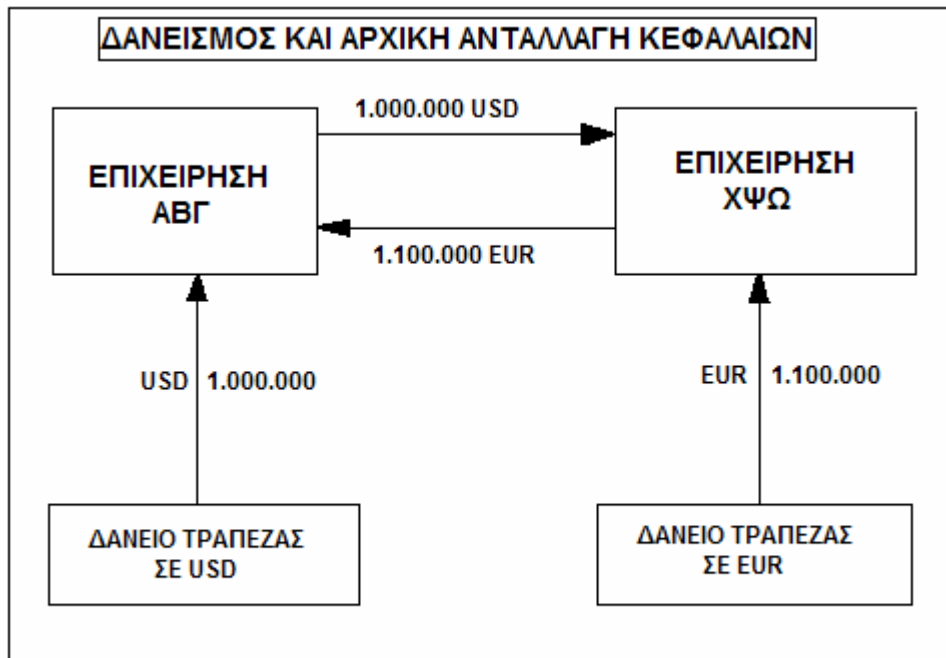 ΔΑΝΕΙΣΜΟΣ ΚΑΙ ΑΡΧΙΚΗ ΑΝΤΑΛΛΑΓΗ ΚΕΦΑΛΑΙΩΝ
1.000.000 USD
ΕΠΙΧΕΙΡΗΣΗ
ΑΒΓ
ΕΠΙΧΕΙΡΗΣΗ
ΧΨΩ
1.100.000 EUR
USD 1.000.000
EUR 1.100.000
ΔΑΝΕΙΟ ΤΡΑΠΕΖΑΣ
ΣΕ USD
ΔΑΝΕΙΟ ΤΡΑΠΕΖΑΣ
ΣΕ EUR